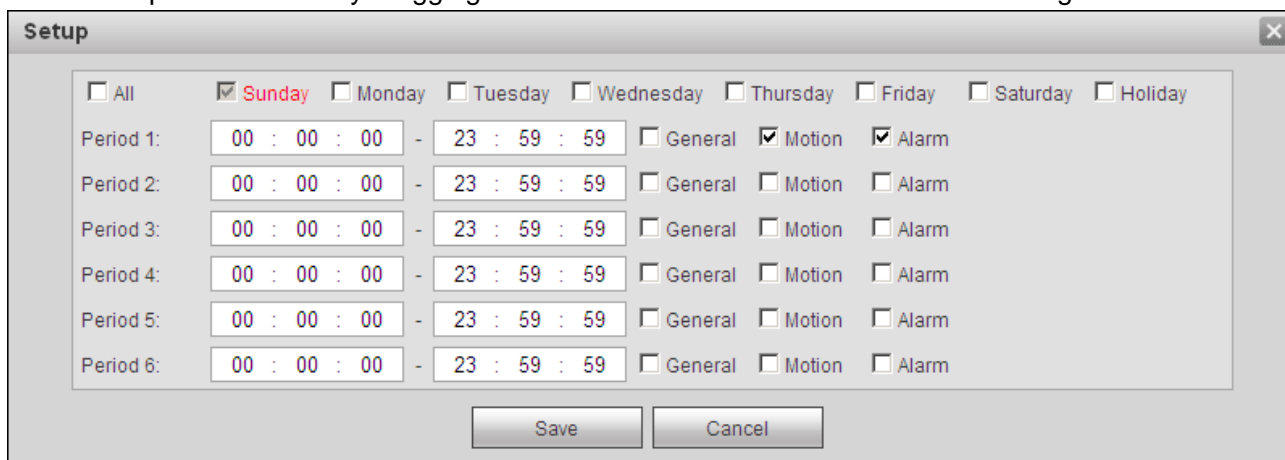 Setup
All Sunday Monday Tuesday Wednesday Thursday Friday Saturday Holiday
Period 1: 00 : 00 : 00 - 23 : 59 : 59 General Motion Alarm
Period 2: 00 : 00 : 00 - 23 : 59 : 59 General Motion Alarm
Period 3: 00 : 00 : 00 - 23 : 59 : 59 General Motion Alarm
Period 4: 00 : 00 : 00 - 23 : 59 : 59 General Motion Alarm
Period 5: 00 : 00 : 00 - 23 : 59 : 59 General Motion Alarm
Period 6: 00 : 00 : 00 - 23 : 59 : 59 General Motion Alarm
Save Cancel